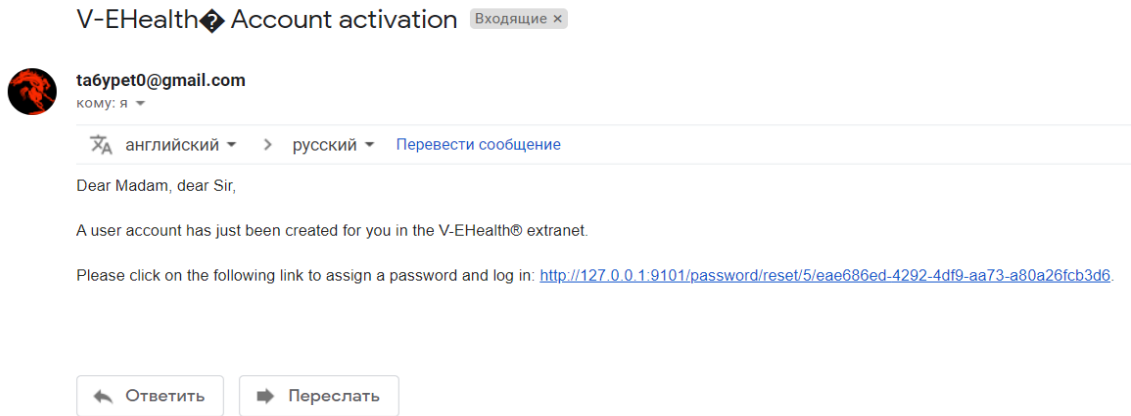 V-EHealth� Account activation Входящие ×
ta6ypet0@gmail.com
кому: я
английский > русский Перевести сообщение
Dear Madam, dear Sir,
A user account has just been created for you in the V-EHealth® extranet.
Please click on the following link to assign a password and log in: http://127.0.0.1:9101/password/reset/5/eae686ed-4292-4df9-aa73-a80a26fcb3d6.
Ответить Переслать